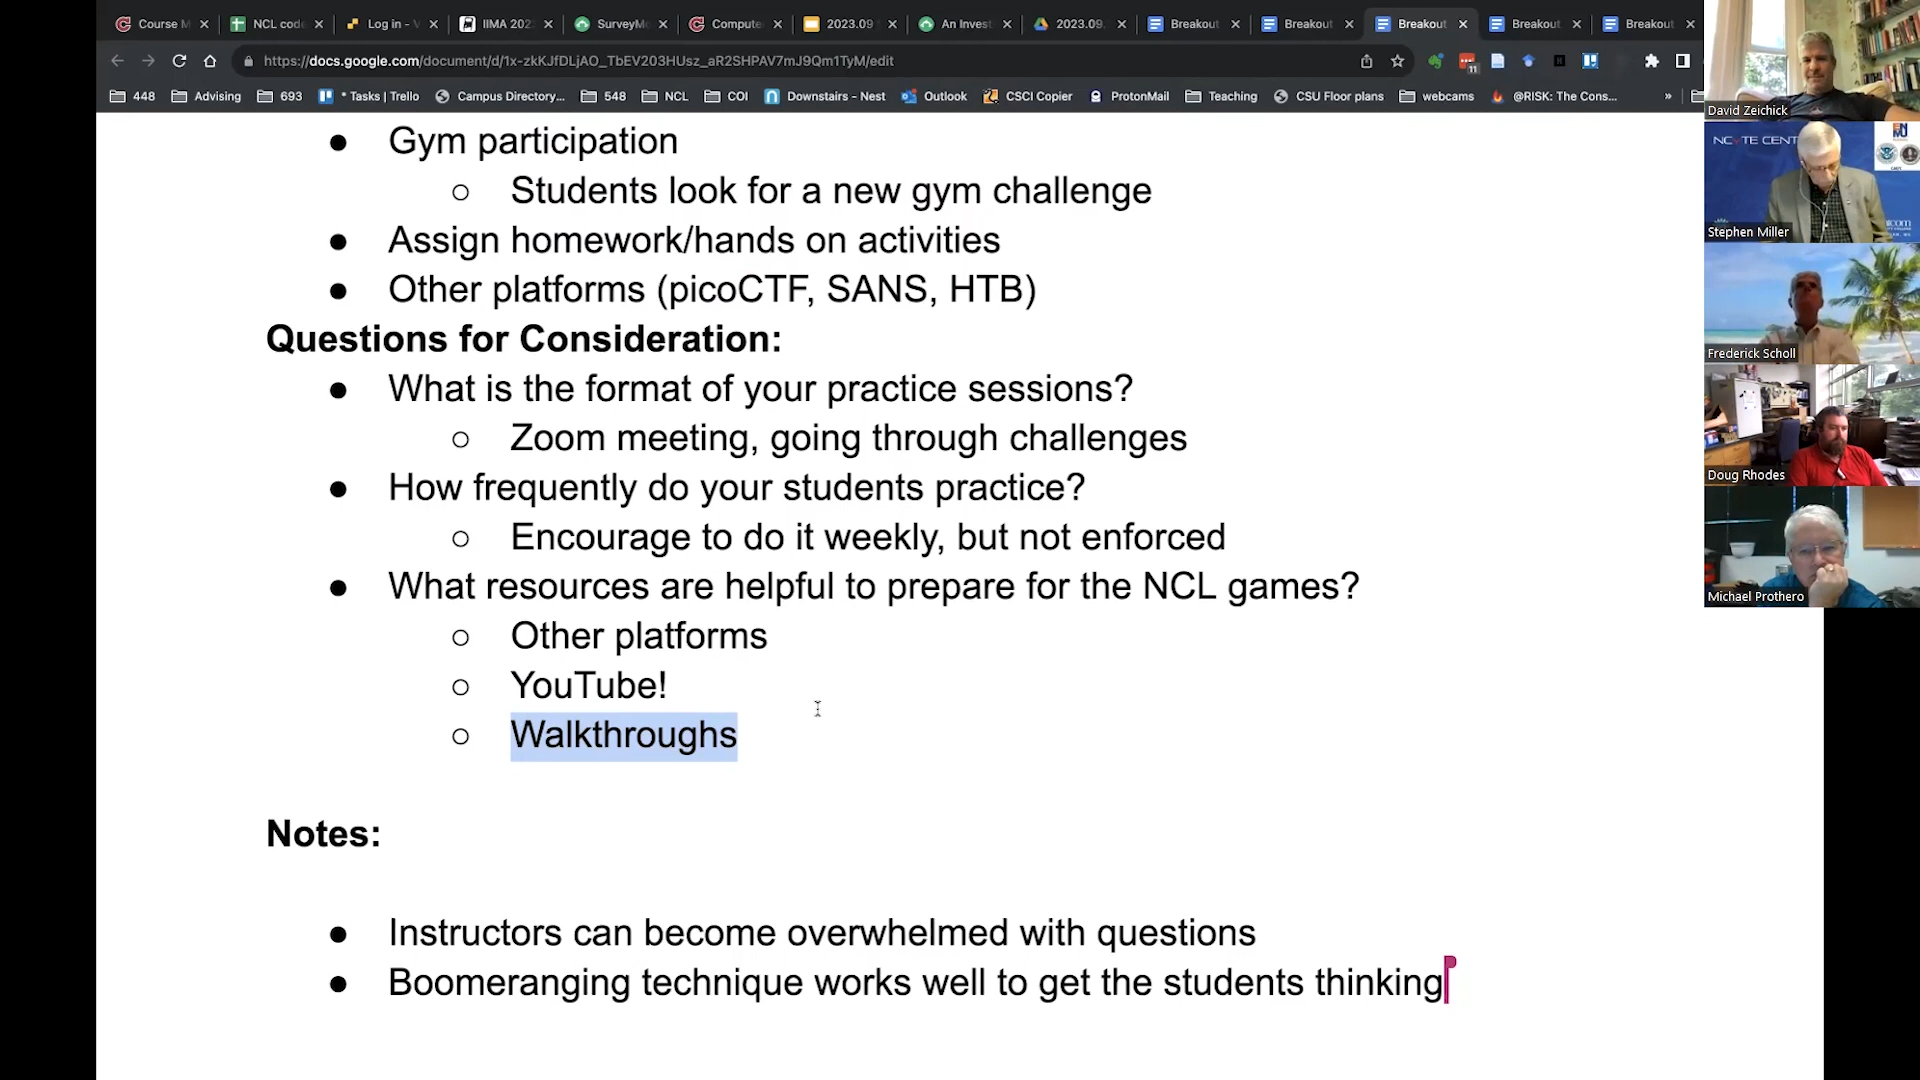 Course M
NCL code
Log in - V
IIMA 202
SurveyMo
Compute
2023.09
An Invest
2023.09.
Breakout
Breakout
Breakout
Breakout
Breakout
https://docs.google.com/document/d/1x-zkKJfDLjAO_TbEV203HUsz_aR2SHPAV7mJ9Qm1TyM/edit
11
448
Advising
693
* Tasks | Trello
Campus Directory...
548
NCL
COI
Downstairs - Nest
Outlook
CSCI Copier
ProtonMail
Teaching
CSU Floor plans
webcams
@RISK: The Cons...
»
● Gym participation
○ Students look for a new gym challenge
● Assign homework/hands on activities
● Other platforms (picoCTF, SANS, HTB)
Questions for Consideration:
● What is the format of your practice sessions?
○ Zoom meeting, going through challenges
● How frequently do your students practice?
○ Encourage to do it weekly, but not enforced
● What resources are helpful to prepare for the NCL games?
○ Other platforms
○ YouTube!
○ Walkthroughs
Notes:
● Instructors can become overwhelmed with questions
● Boomeranging technique works well to get the students thinking
David Zeichick
Stephen Miller
Frederick Scholl
Doug Rhodes
Michael Prothero